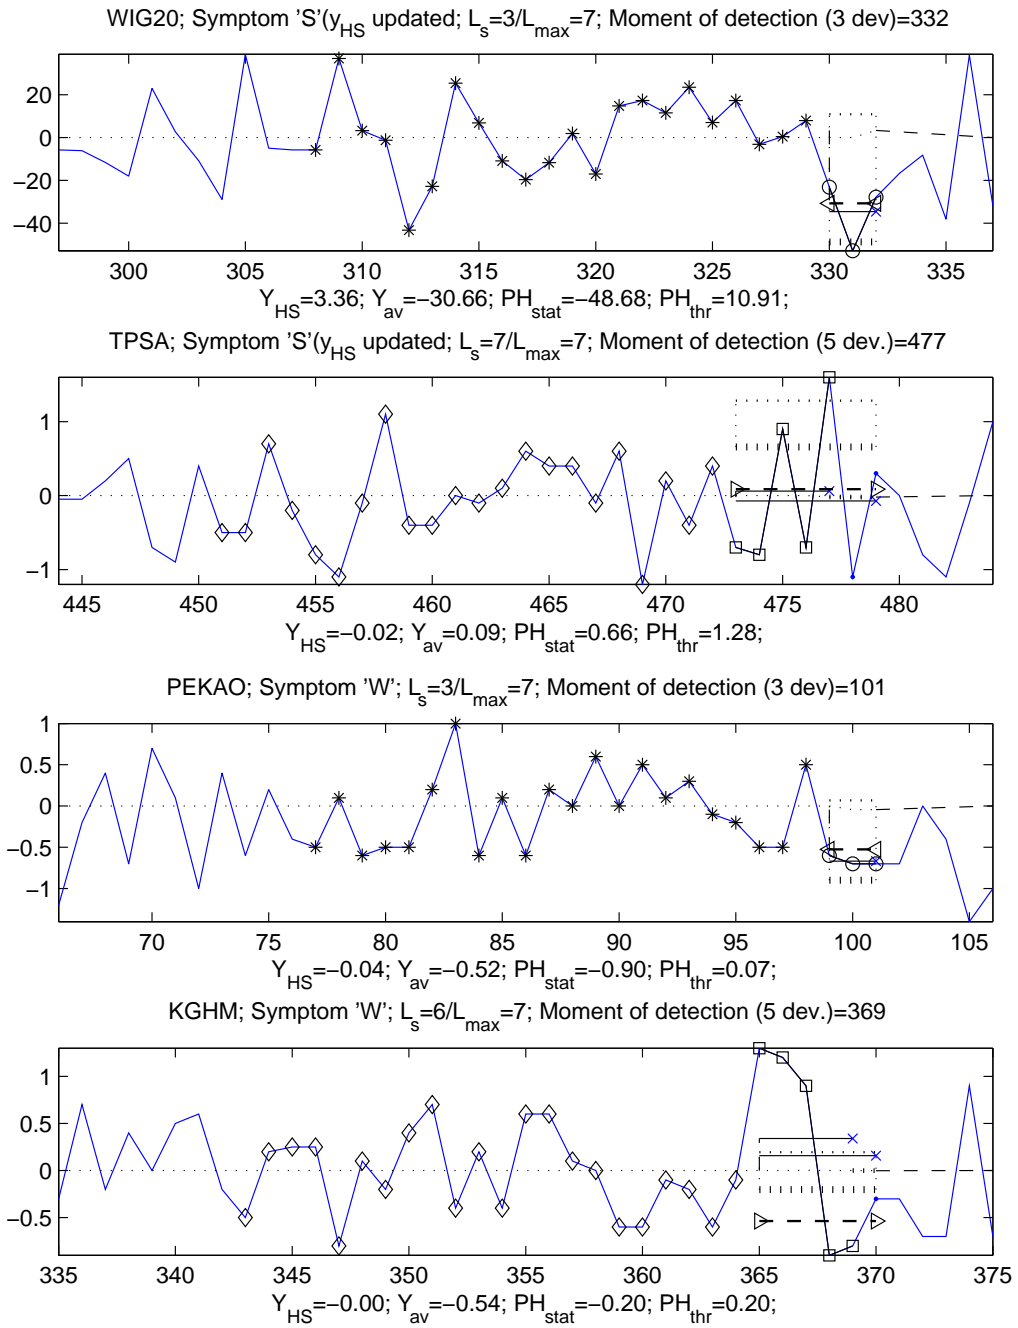 WIG20; Symptom 'S'(y_HS updated; L_s=3/L_max=7; Moment of detection (3 dev)=332
20
0
−20
−40
300 305 310 315 320 325 330 335
Y_HS=3.36; Y_av=−30.66; PH_stat=−48.68; PH_thr=10.91;
TPSA; Symptom 'S'(y_HS updated; L_s=7/L_max=7; Moment of detection (5 dev.)=477
1
0
−1
445 450 455 460 465 470 475 480
Y_HS=−0.02; Y_av=0.09; PH_stat=0.66; PH_thr=1.28;
PEKAO; Symptom 'W'; L_s=3/L_max=7; Moment of detection (3 dev)=101
1
0.5
0
−0.5
−1
70 75 80 85 90 95 100 105
Y_HS=−0.04; Y_av=−0.52; PH_stat=−0.90; PH_thr=0.07;
KGHM; Symptom 'W'; L_s=6/L_max=7; Moment of detection (5 dev.)=369
1
0.5
0
−0.5
335 340 345 350 355 360 365 370 375
Y_HS=−0.00; Y_av=−0.54; PH_stat=−0.20; PH_thr=0.20;